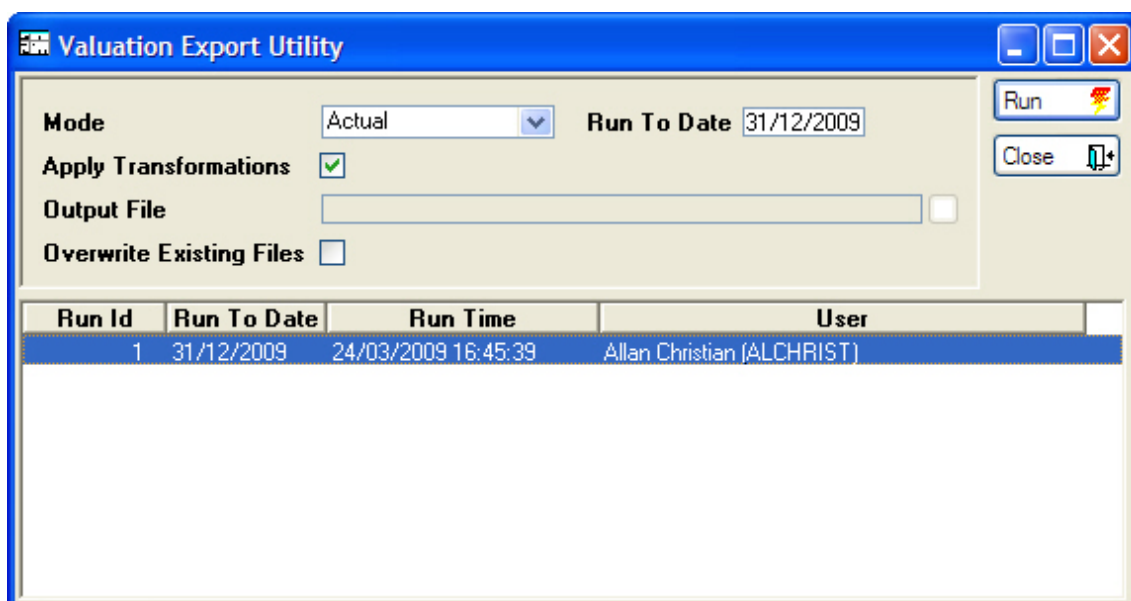 Valuation Export Utility
Mode Actual Run To Date 31/12/2009 Run
Apply Transformations Close
Output File
Overwrite Existing Files
Run Id Run To Date Run Time User
1 31/12/2009 24/03/2009 16:45:39 Allan Christian (ALCHRIST)